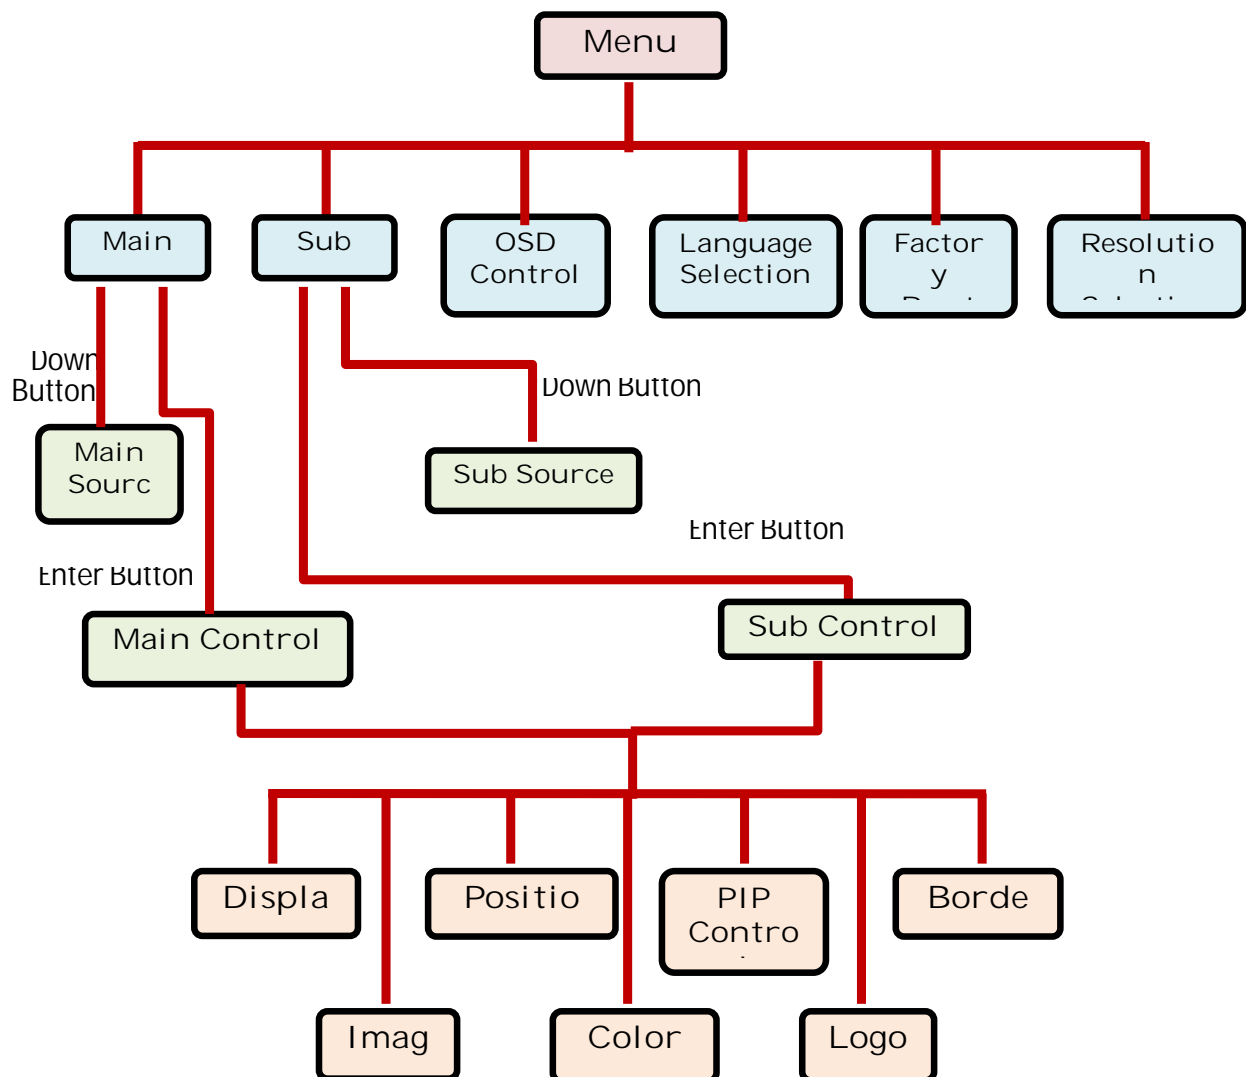 Menu
Main
Sub
OSD
Control
Language
Selection
Factor
y
Resolutio
n
Down
Button
Down Button
Main
Sourc
Sub Source
Enter Button
Enter Button
Main Control
Sub Control
Displa
Positio
PIP
Contro
Borde
Imag
Color
Logo